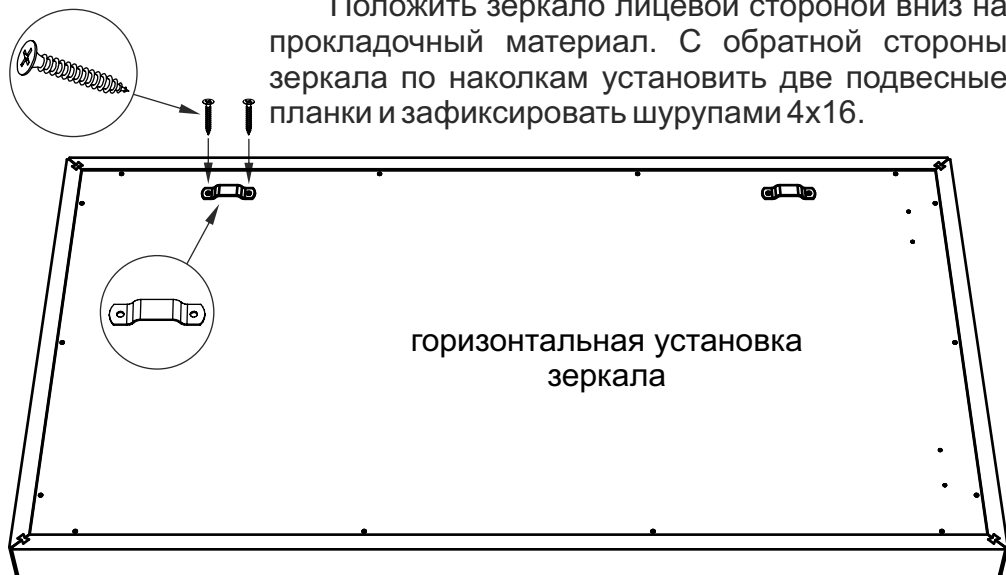 Положить зеркало лицевой стороной вниз на
прокладочный материал. С обратной стороны
зеркала по наколкам установить две подвесные
планки и зафиксировать шурупами 4х16.
горизонтальная установка
зеркала